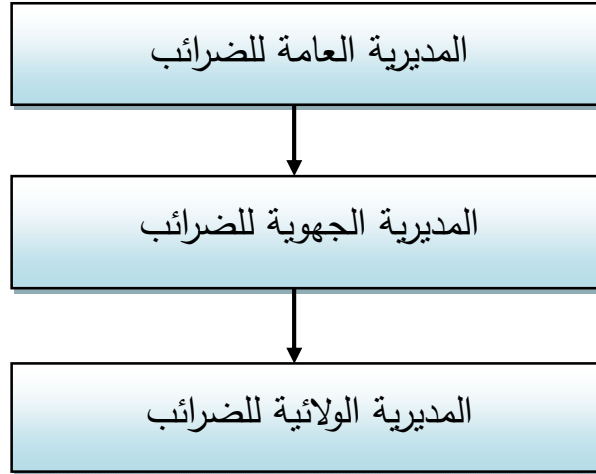 المديرية العامة للضرائب
المديرية الجهوية للضرائب
المديرية الولائية للضرائب